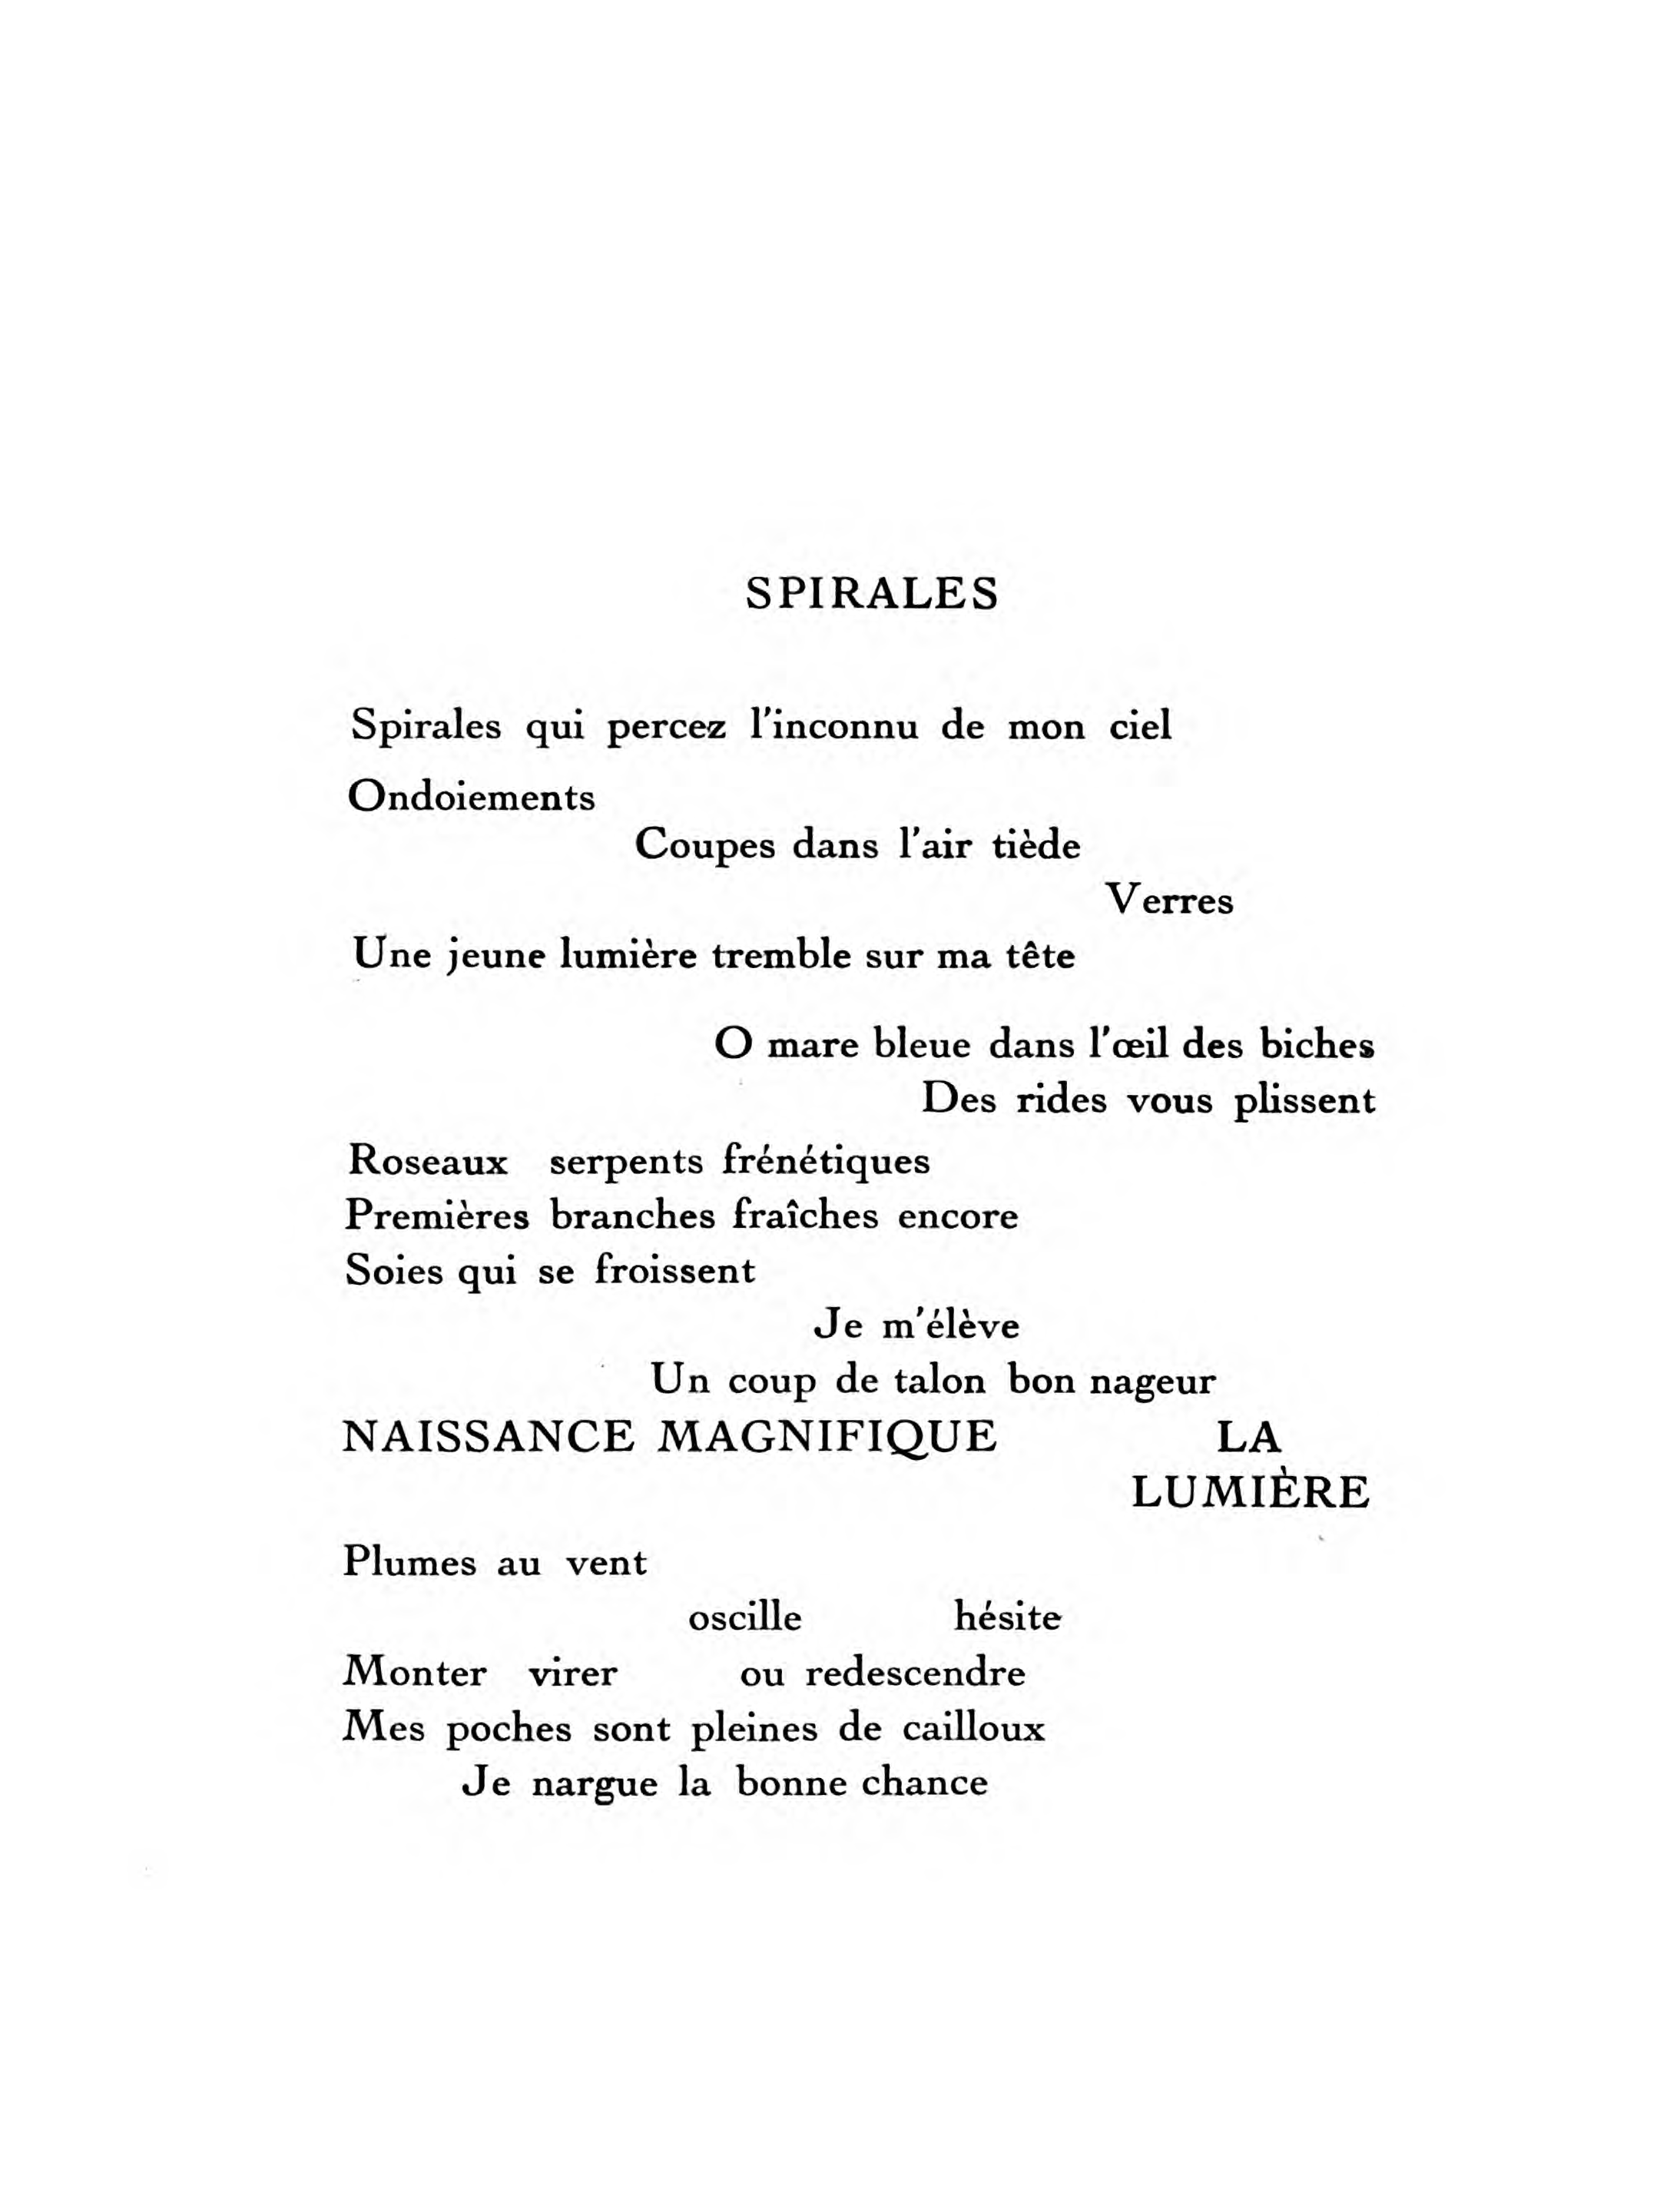 SPIRALES
Spirales qui percez l'inconnu de mon ciel
Ondoiements
Coupes dans l'air tiède
Verres
Une jeune lumière tremble sur ma tête
O mare bleue dans l'œil des biches
Des rides vous plissent
Roseaux serpents frénétiques
Premières branches fraîches encore
Soies qui se froissent
Je m'élève
Un coup de talon bon nageur
NAISSANCE MAGNIFIQUE LA
LUMIÈRE
Plumes au vent
oscille hésite
Monter virer ou redescendre
Mes poches sont pleines de cailloux
Je nargue la bonne chance